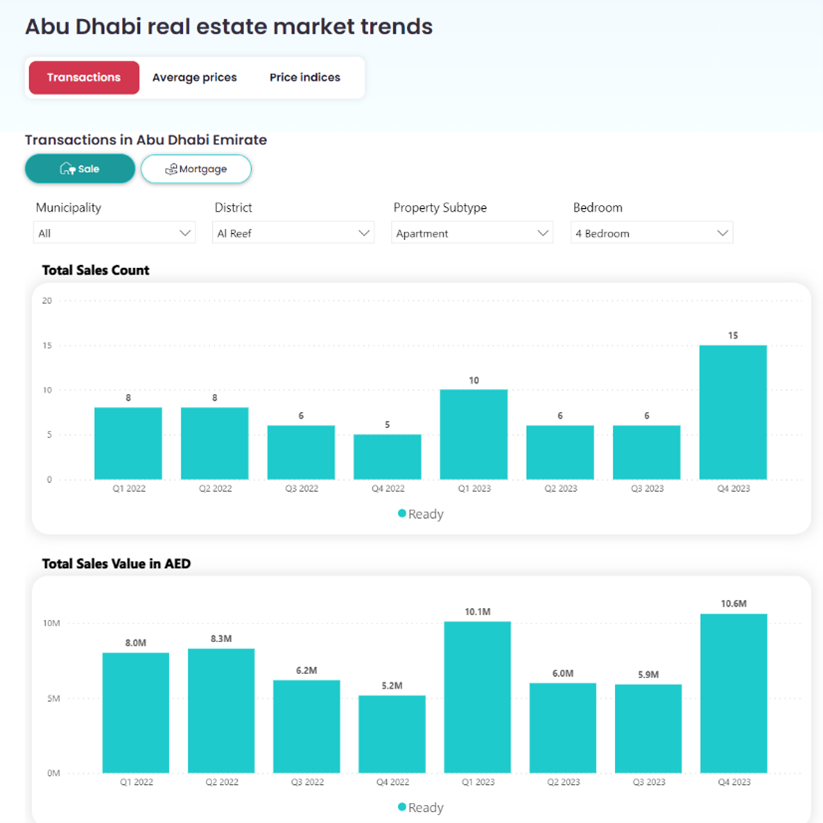 Abu Dhabi real estate market trends
Transactions Average prices Price indices
Transactions in Abu Dhabi Emirate
Sale Mortgage
Municipality District Property Subtype Bedroom
All Al Reef Apartment 4 Bedroom
Total Sales Count
20
15
10
5
0
8 8 6 5 10 6 6 15
Q1 2022 Q2 2022 Q3 2022 Q4 2022 Q1 2023 Q2 2023 Q3 2023 Q4 2023
Ready
Total Sales Value in AED
10M
5M
0M
8.0M 8.3M 6.2M 5.2M 10.1M 6.0M 5.9M 10.6M
Q1 2022 Q2 2022 Q3 2022 Q4 2022 Q1 2023 Q2 2023 Q3 2023 Q4 2023
Ready